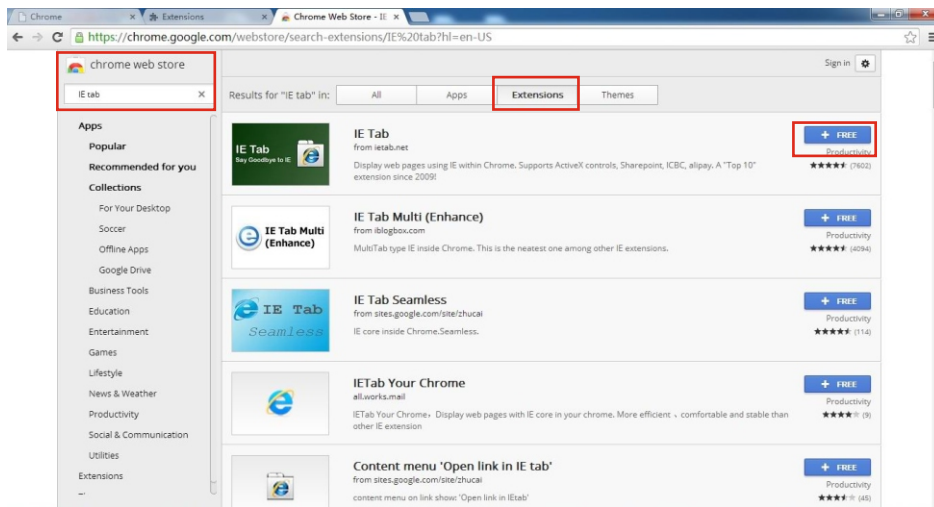 Chrome
Extensions
Chrome Web Store - IE
https://chrome.google.com/webstore/search-extensions/IE%20tab?hl=en-US
chrome web store
Sign in
IE tab
Results for "IE tab" in:
All
Apps
Extensions
Themes
Apps
Popular
Recommended for you
Collections
For Your Desktop
Soccer
Offline Apps
Google Drive
Business Tools
Education
Entertainment
Games
Lifestyle
News & Weather
Productivity
Social & Communication
Utilities
Extensions
IE Tab
Say Goodbye to IE
IE Tab
from ietab.net
Display web pages using IE within Chrome. Supports ActiveX controls, Sharepoint, ICBC, alipay. A "Top 10"
extension since 2009!
+ FREE
Productivity
(7602)
IE Tab Multi
(Enhance)
IE Tab Multi (Enhance)
from iblogbox.com
MultiTab type IE inside Chrome. This is the neatest one among other IE extensions.
+ FREE
Productivity
(4094)
IE Tab
Seamless
IE Tab Seamless
from sites.google.com/site/zhucai
IE core inside Chrome.Seamless.
+ FREE
Productivity
(114)
IETab Your Chrome
all.works.mail
IETab Your Chrome，Display web pages with IE core in your chrome. More efficient 、comfortable and stable than
other IE extension
+ FREE
Productivity
(9)
Content menu 'Open link in IE tab'
from sites.google.com/site/zhucai
content menu on link show: 'Open link in IEtab'
+ FREE
Productivity
(45)